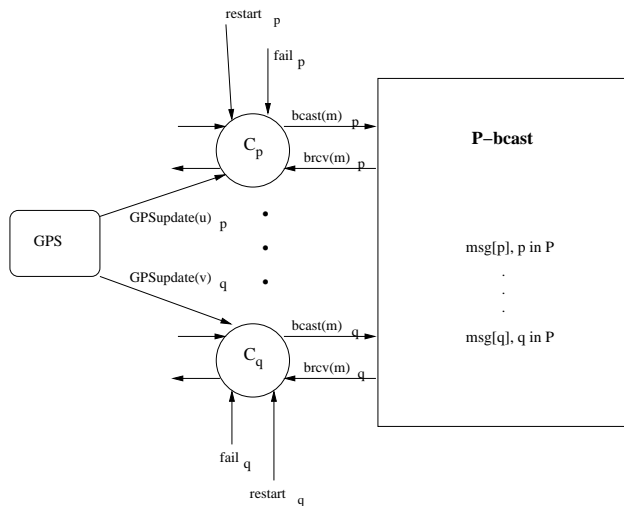 restart p
fail p
bcast(m) p
C p
P-bcast
brcv(m) p
GPSupdate(u) p
GPS
msg[p], p in P
.
.
.
GPSupdate(v) q
bcast(m) q
msg[q], q in P
C q
brcv(m) q
fail q
restart q